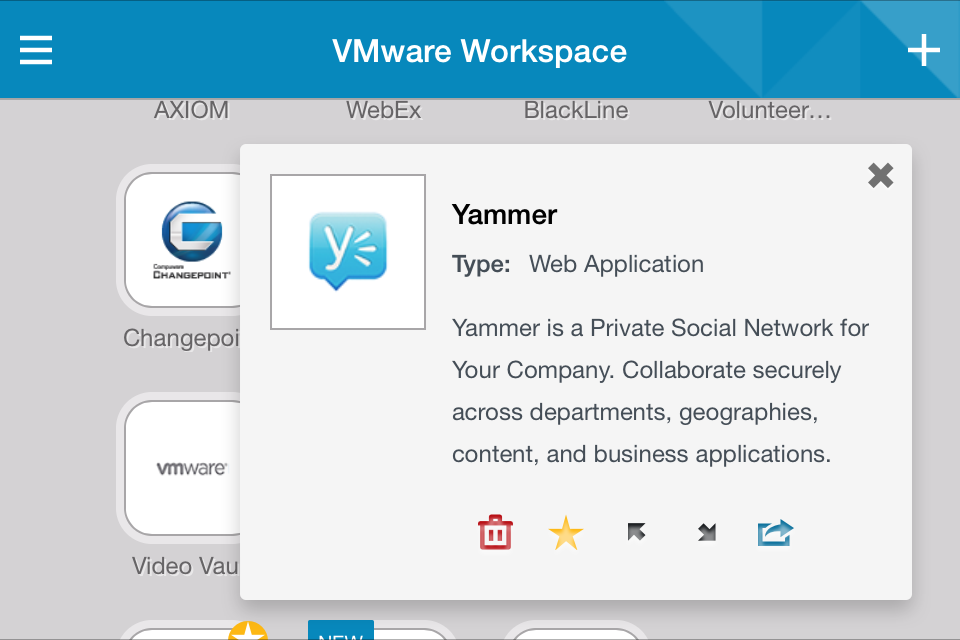 VMware Workspace
AXIOM
WebEx
BlackLine
Volunteer...
Compuware
CHANGEPOINT
Changepoi
vmware
Video Vau
Yammer
Type: Web Application
Yammer is a Private Social Network for
Your Company. Collaborate securely
across departments, geographies,
content, and business applications.
NEW